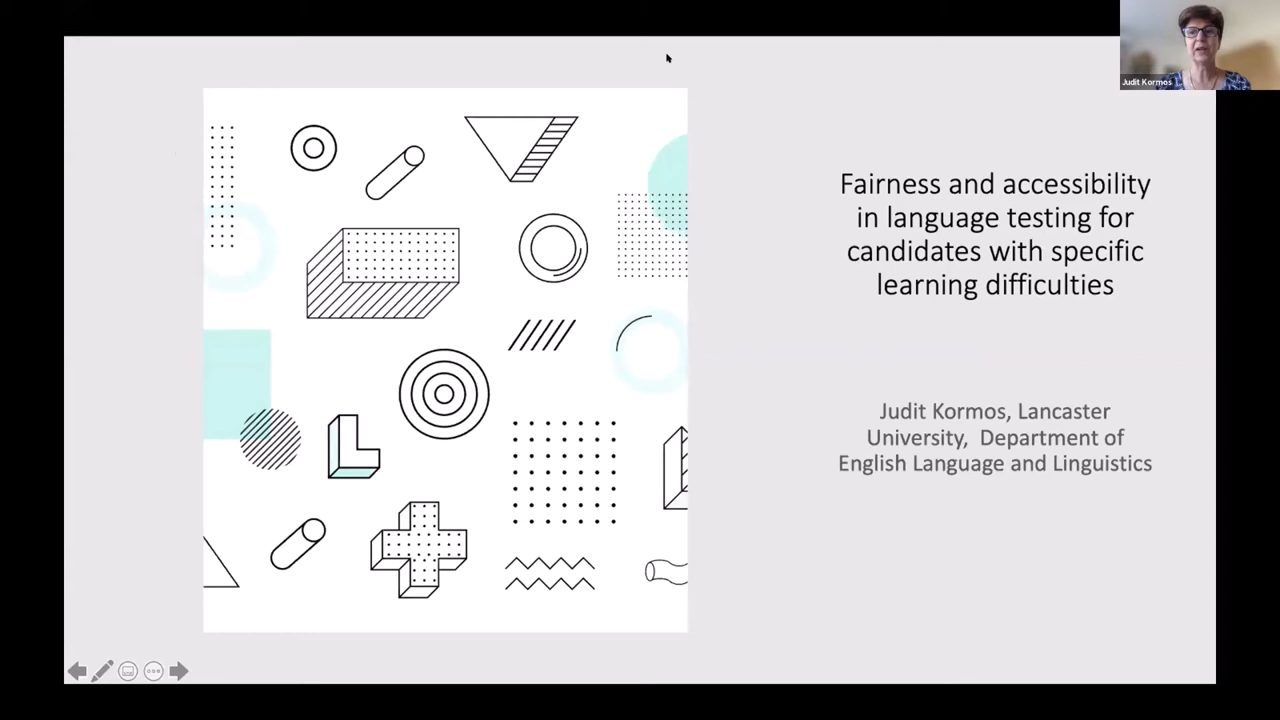 Judit Kormos
Fairness and accessibility
in language testing for
candidates with specific
learning difficulties
Judit Kormos, Lancaster
University, Department of
English Language and Linguistics